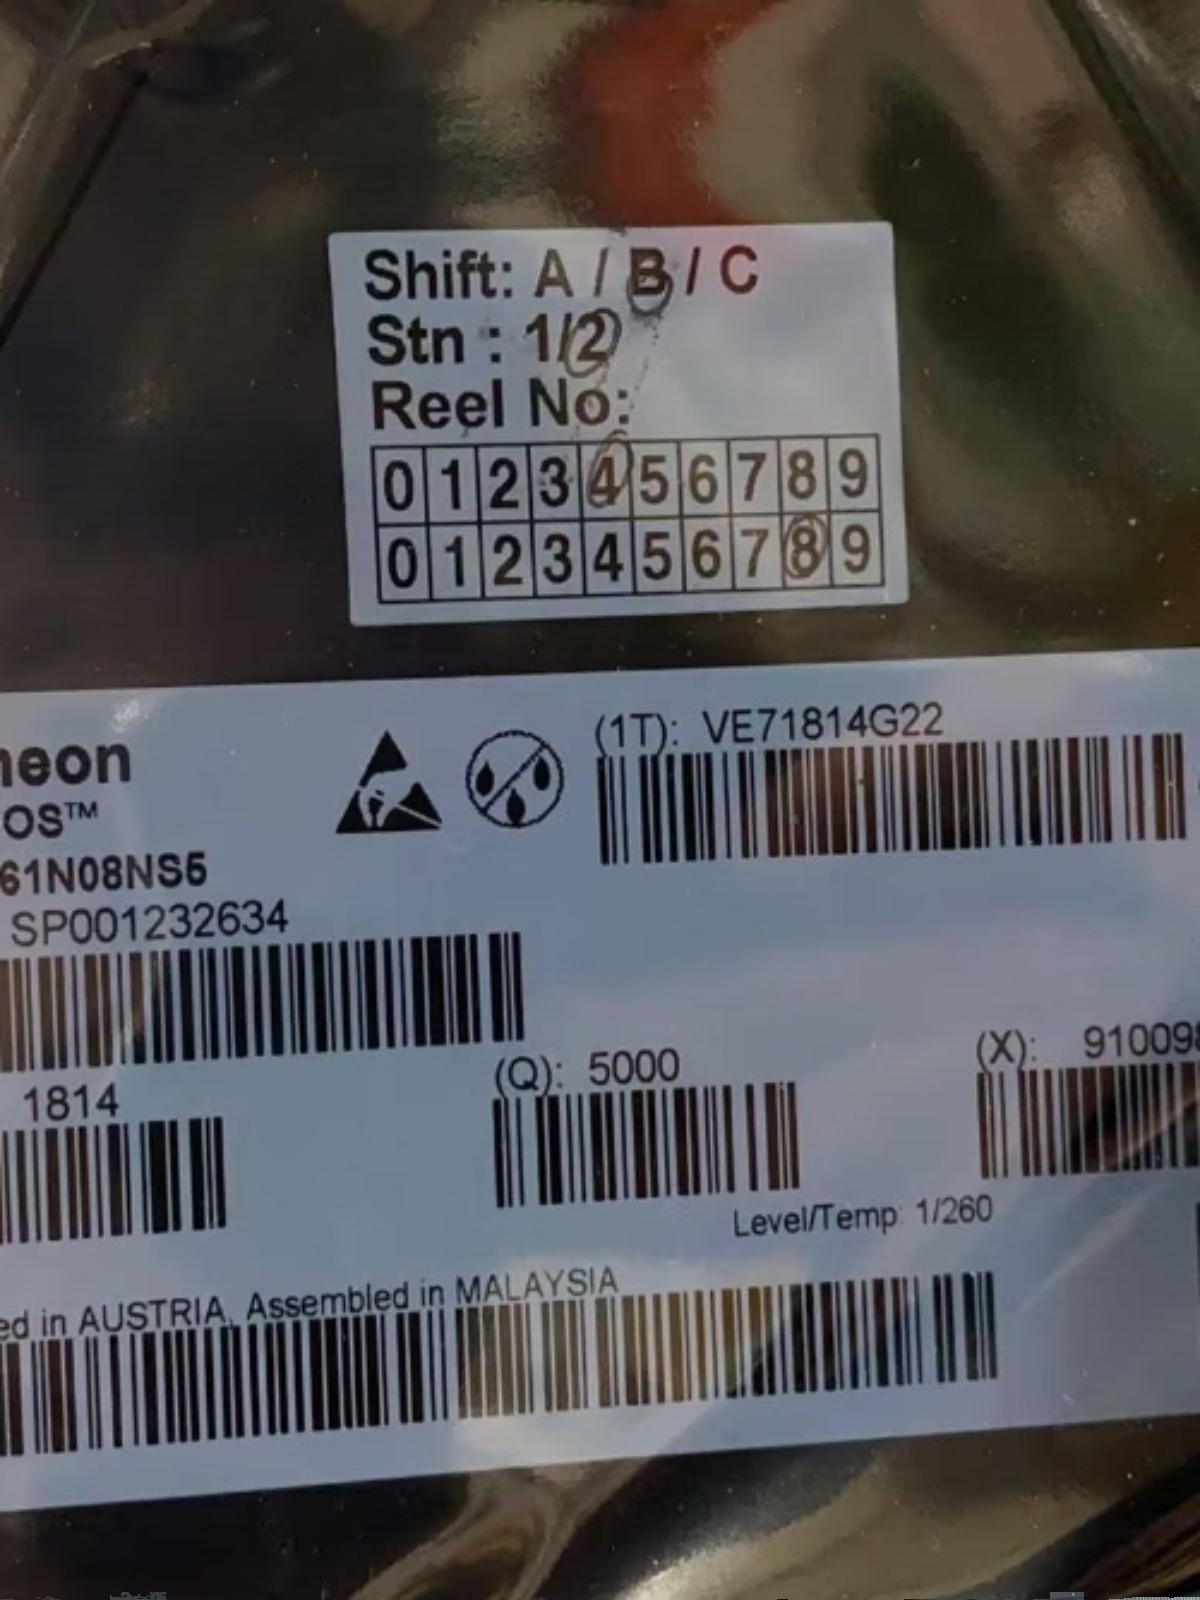 Shift: A / B / C
Stn : 1/2
Reel No:
0 1 2 3 4 5 6 7 8 9
0 1 2 3 4 5 6 7 8 9
(1T): VE71814G22
neon
OS™
61N08NS5
SP001232634
1814
(Q): 5000
(X): 91009
Level/Temp: 1/260
ed in AUSTRIA, Assembled in MALAYSIA